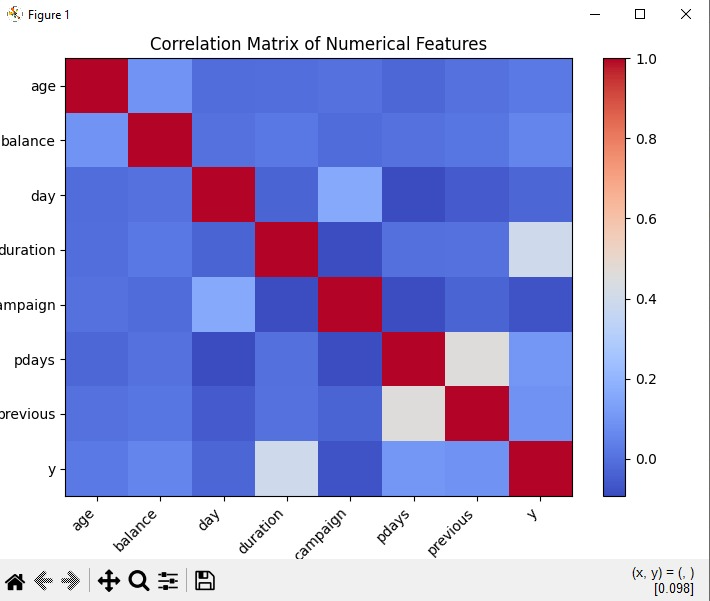 Figure 1
Correlation Matrix of Numerical Features
age
balance
day
duration
ampaign
pdays
previous
y
age
balance
day
duration
campaign
pdays
previous
y
1.0
0.8
0.6
0.4
0.2
0.0
(x, y) = (, )
[0.098]